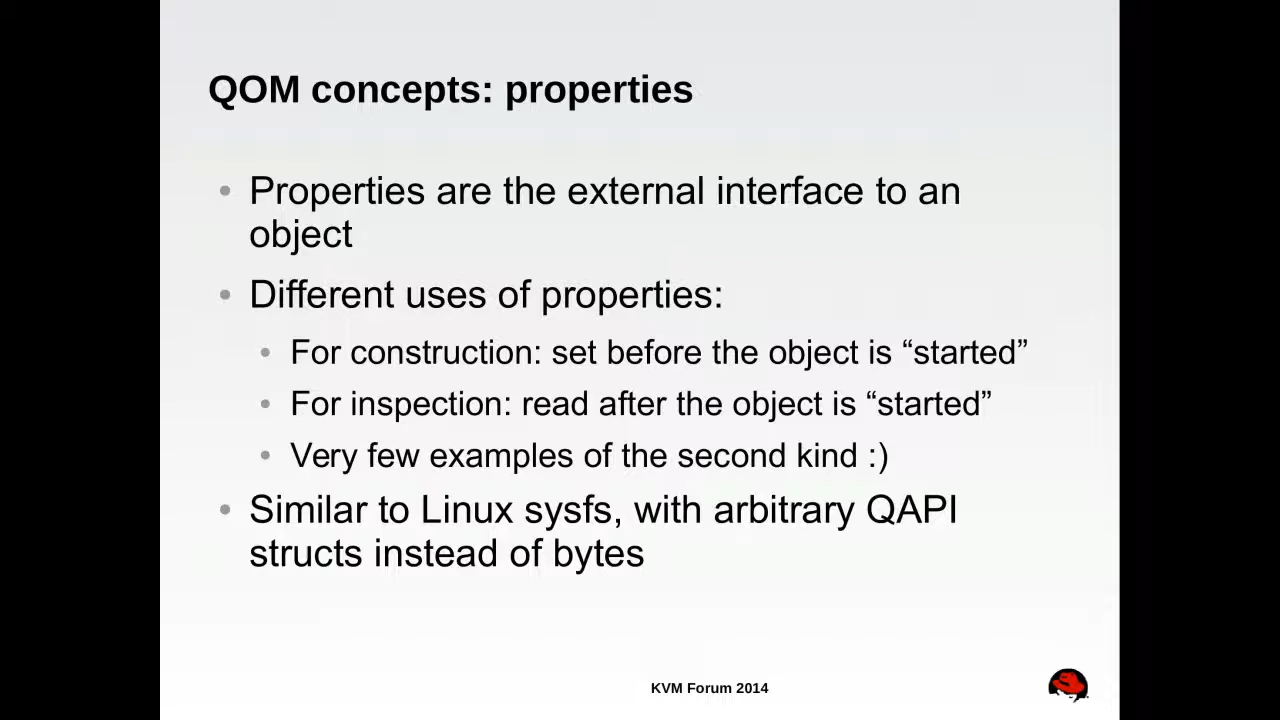 QOM concepts: properties
• Properties are the external interface to an
object
• Different uses of properties:
• For construction: set before the object is “started”
• For inspection: read after the object is “started”
• Very few examples of the second kind :)
• Similar to Linux sysfs, with arbitrary QAPI
structs instead of bytes
KVM Forum 2014